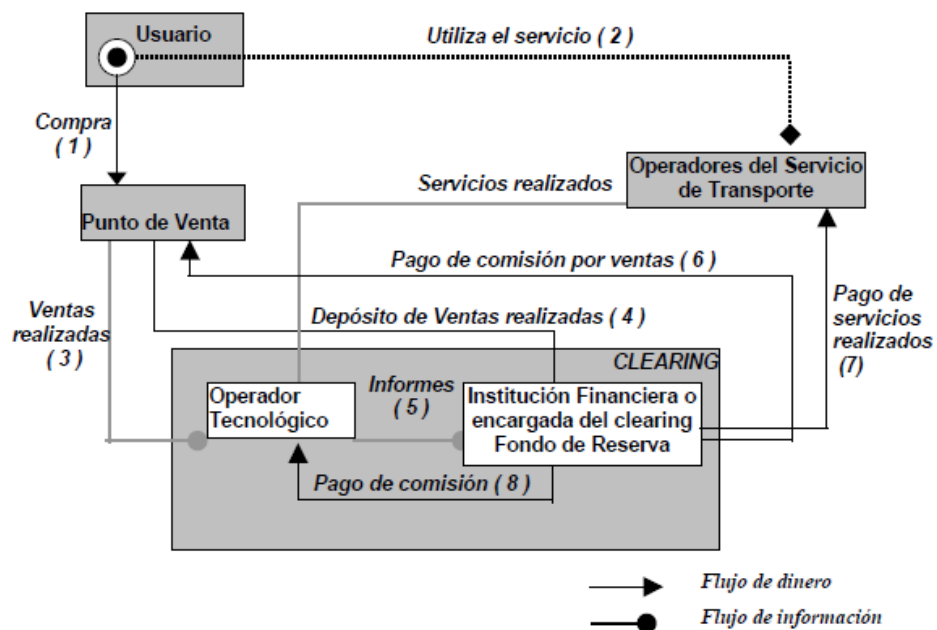 Usuario
Utiliza el servicio ( 2 )
Compra
( 1 )
Operadores del Servicio
de Transporte
Servicios realizados
Punto de Venta
Pago de comisión por ventas ( 6 )
Pago de
servicios
realizados
(7)
Ventas
realizadas
( 3 )
Depósito de Ventas realizadas ( 4 )
CLEARING
Operador
Tecnológico
Informes
( 5 )
Institución Financiera o
encargada del clearing
Fondo de Reserva
Pago de comisión ( 8 )
Flujo de dinero
Flujo de información